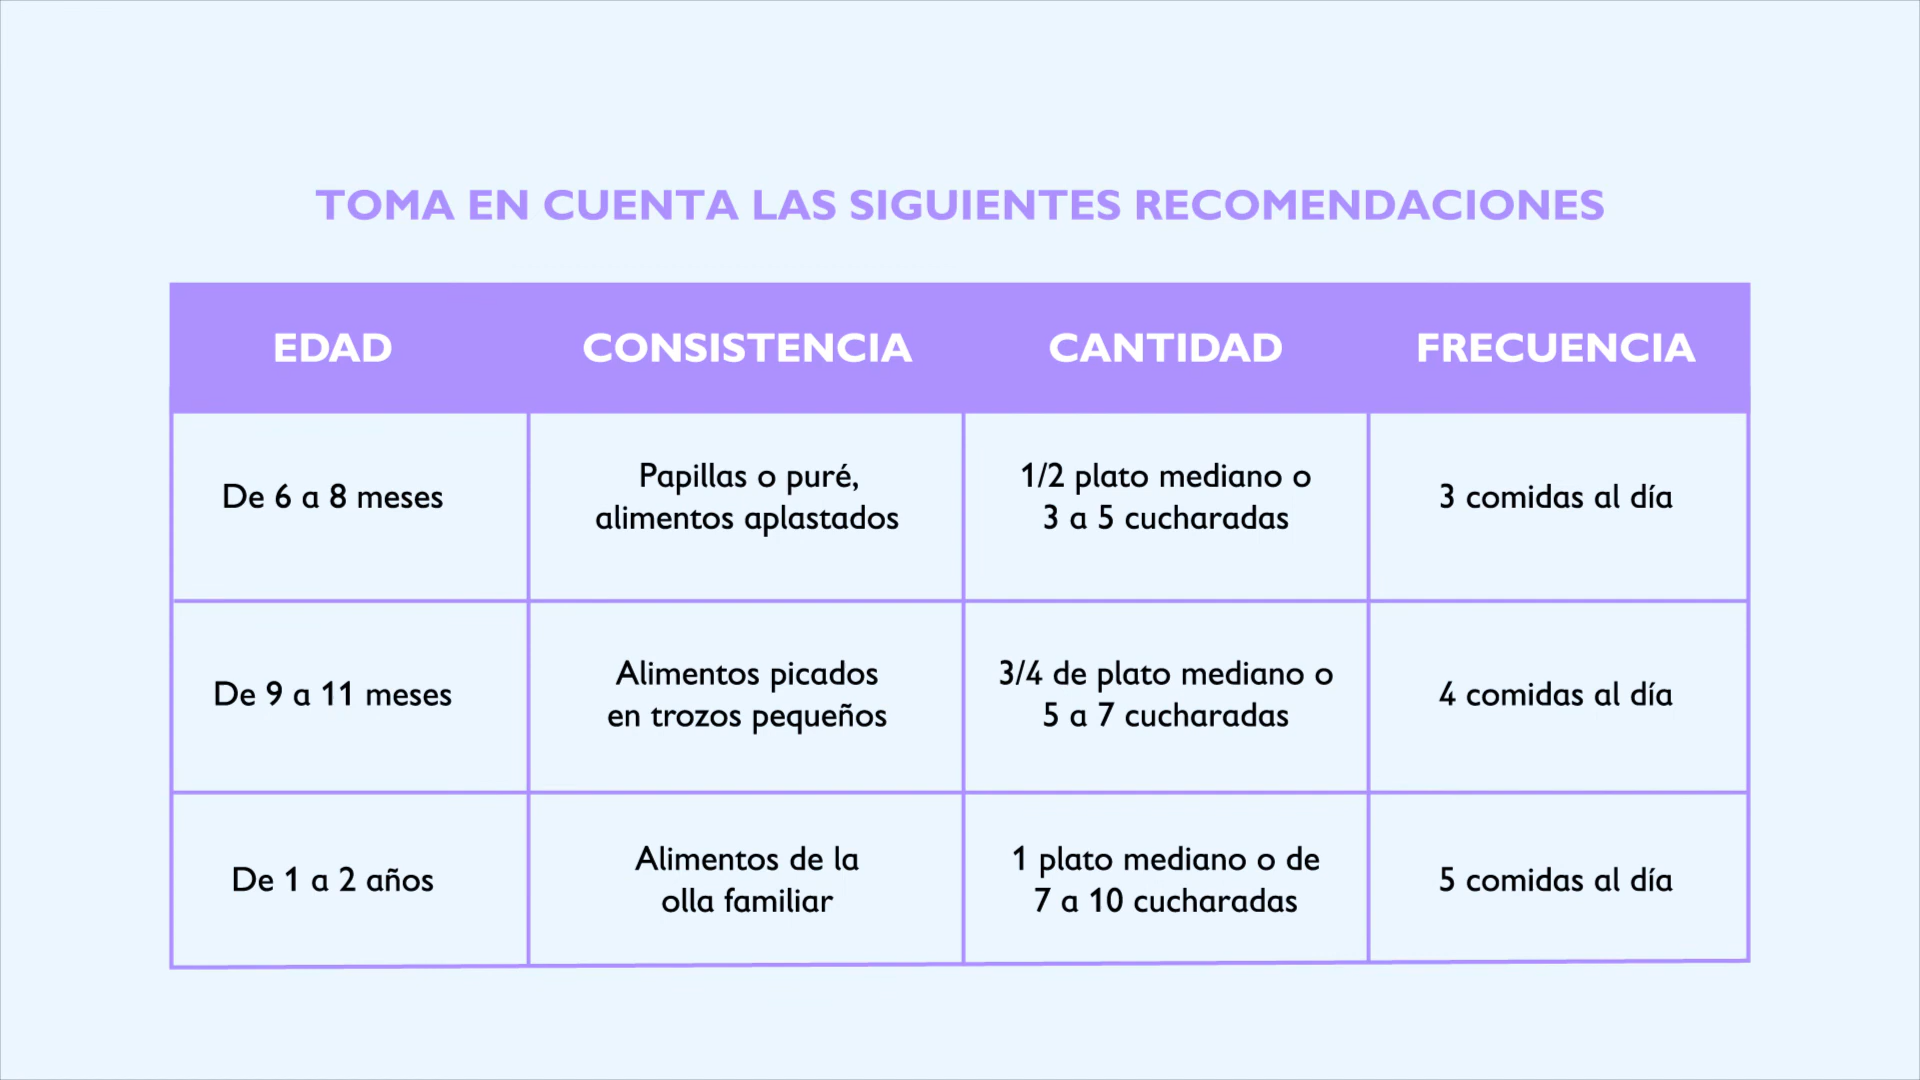 TOMA EN CUENTA LAS SIGUIENTES RECOMENDACIONES
EDAD CONSISTENCIA CANTIDAD FRECUENCIA
De 6 a 8 meses
Papillas o puré,
alimentos aplastados
1/2 plato mediano o
3 a 5 cucharadas
3 comidas al día
De 9 a 11 meses
Alimentos picados
en trozos pequeños
3/4 de plato mediano o
5 a 7 cucharadas
4 comidas al día
De 1 a 2 años
Alimentos de la
olla familiar
1 plato mediano o de
7 a 10 cucharadas
5 comidas al día